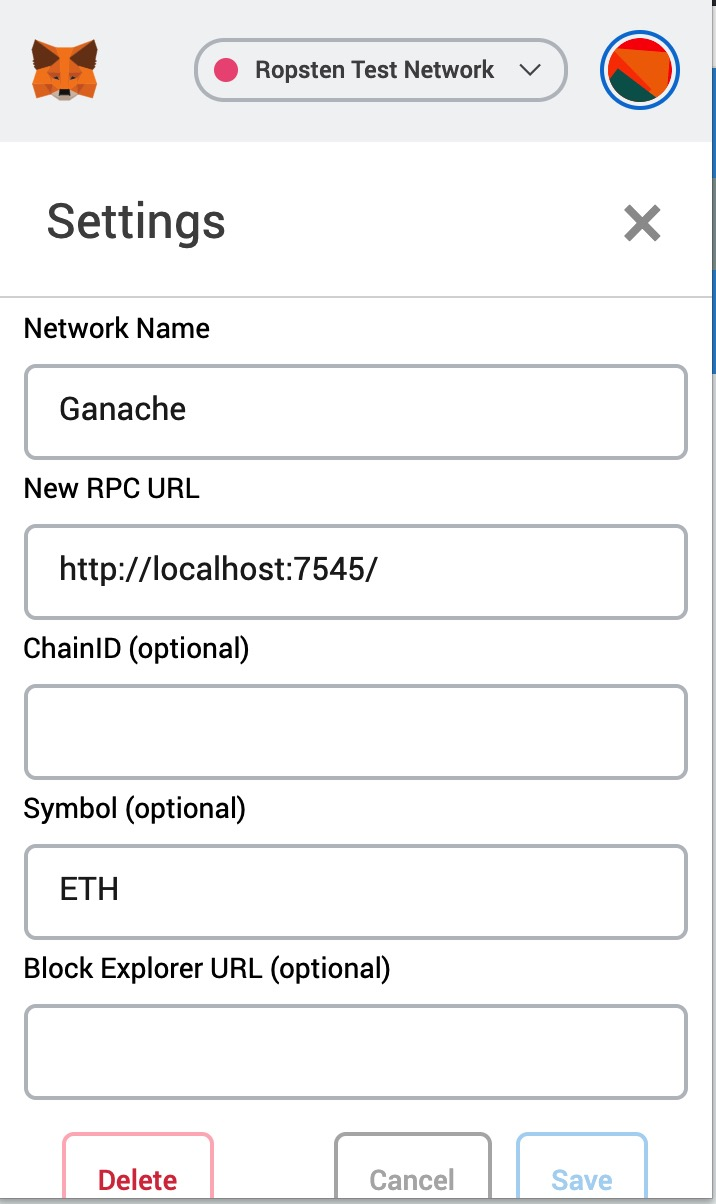 Ropsten Test Network
Settings
Network Name
Ganache
New RPC URL
http://localhost:7545/
ChainID (optional)
Symbol (optional)
ETH
Block Explorer URL (optional)
Delete Cancel Save